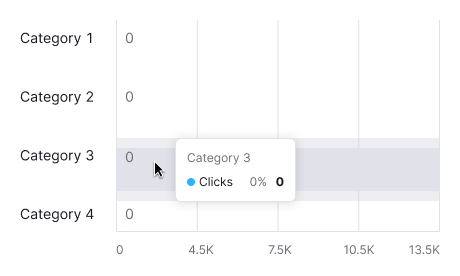 Category 1 0
Category 2 0
Category 3 0
Category 3
Clicks 0% 0
Category 4 0
0 4.5K 7.5K 10.5K 13.5K